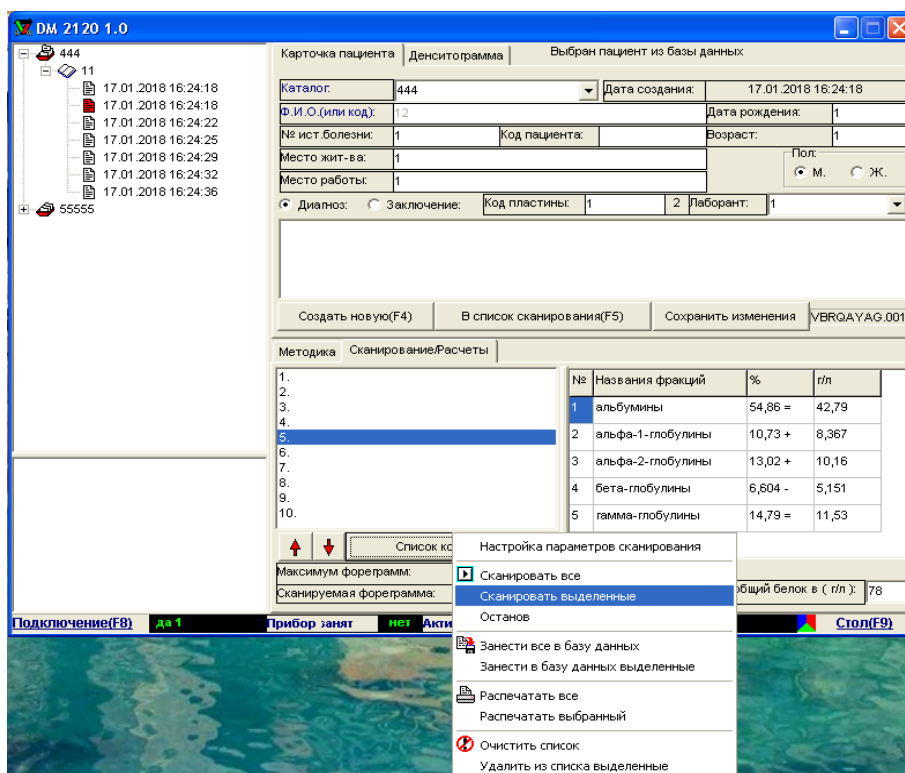 DM 2120 1.0
444
11
17.01.2018 16:24:18
17.01.2018 16:24:18
17.01.2018 16:24:22
17.01.2018 16:24:25
17.01.2018 16:24:29
17.01.2018 16:24:32
17.01.2018 16:24:36
55555
Карточка пациента Денситограмма Выбран пациент из базы данных
Каталог: 444 Дата создания: 17.01.2018 16:24:18
Ф.И.О.(или код): 12 Дата рождения: 1
№ ист.болезни: 1 Код пациента: Возраст: 1
Место жит-ва: 1 Пол:
М. Ж.
Место работы: 1
Диагноз: Заключение: Код пластины: 1 2 Лаборант: 1
Создать новую(F4) В список сканирования(F5) Сохранить изменения VBRQAYAG.001
Методика Сканирование/Расчеты
1.
2.
3.
4.
5.
6.
7.
8.
9.
10.
№ Названия фракций % г/л
1 альбумины 54,86 = 42,79
2 альфа-1-глобулины 10,73 + 8,367
3 альфа-2-глобулины 13,02 + 10,16
4 бета-глобулины 6,604 - 5,151
5 гамма-глобулины 14,79 = 11,53
Список
Максимум фореграмм:
Сканируемая фореграмма: общий белок в ( г/л ): 78
Настройка параметров сканирования
Сканировать все
Сканировать выделенные
Останов
Занести все в базу данных
Занести в базу данных выделенные
Распечатать все
Распечатать выбранный
Очистить список
Удалить из списка выделенные
Подключение(F8) да 1 Прибор занят нет Стол(F9)